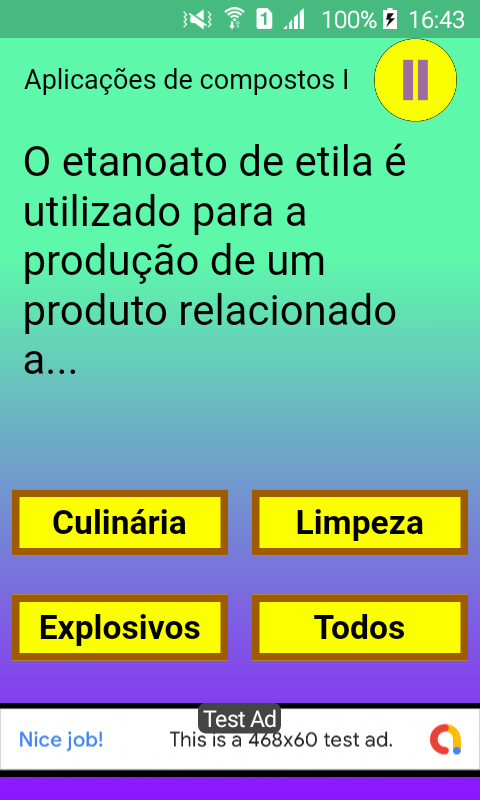 1 100% 16:43
Aplicações de compostos I
O etanoato de etila é
utilizado para a
produção de um
produto relacionado
a...
Culinária
Limpeza
Explosivos
Todos
Test Ad
Nice job!
This is a 468x60 test ad.